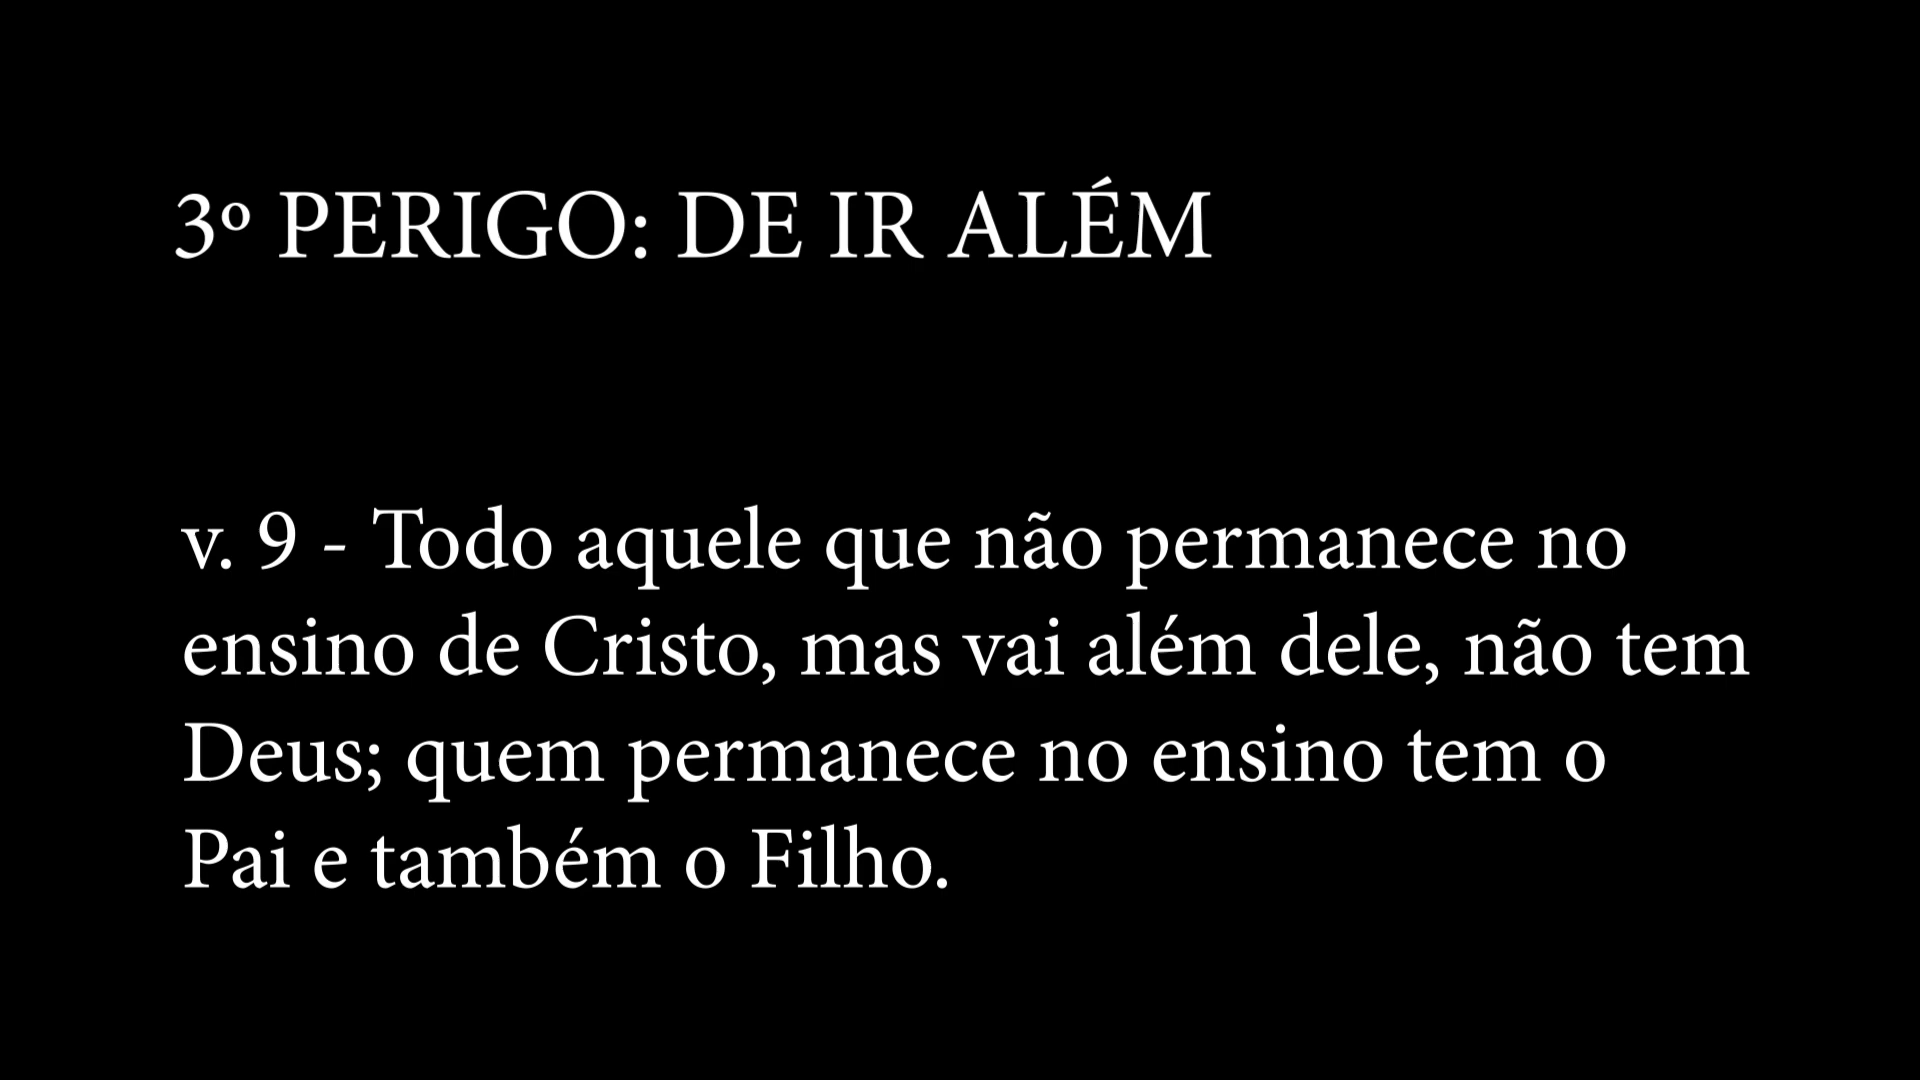 3º PERIGO: DE IR ALÉM
v. 9 - Todo aquele que não permanece no
ensino de Cristo, mas vai além dele, não tem
Deus; quem permanece no ensino tem o
Pai e também o Filho.